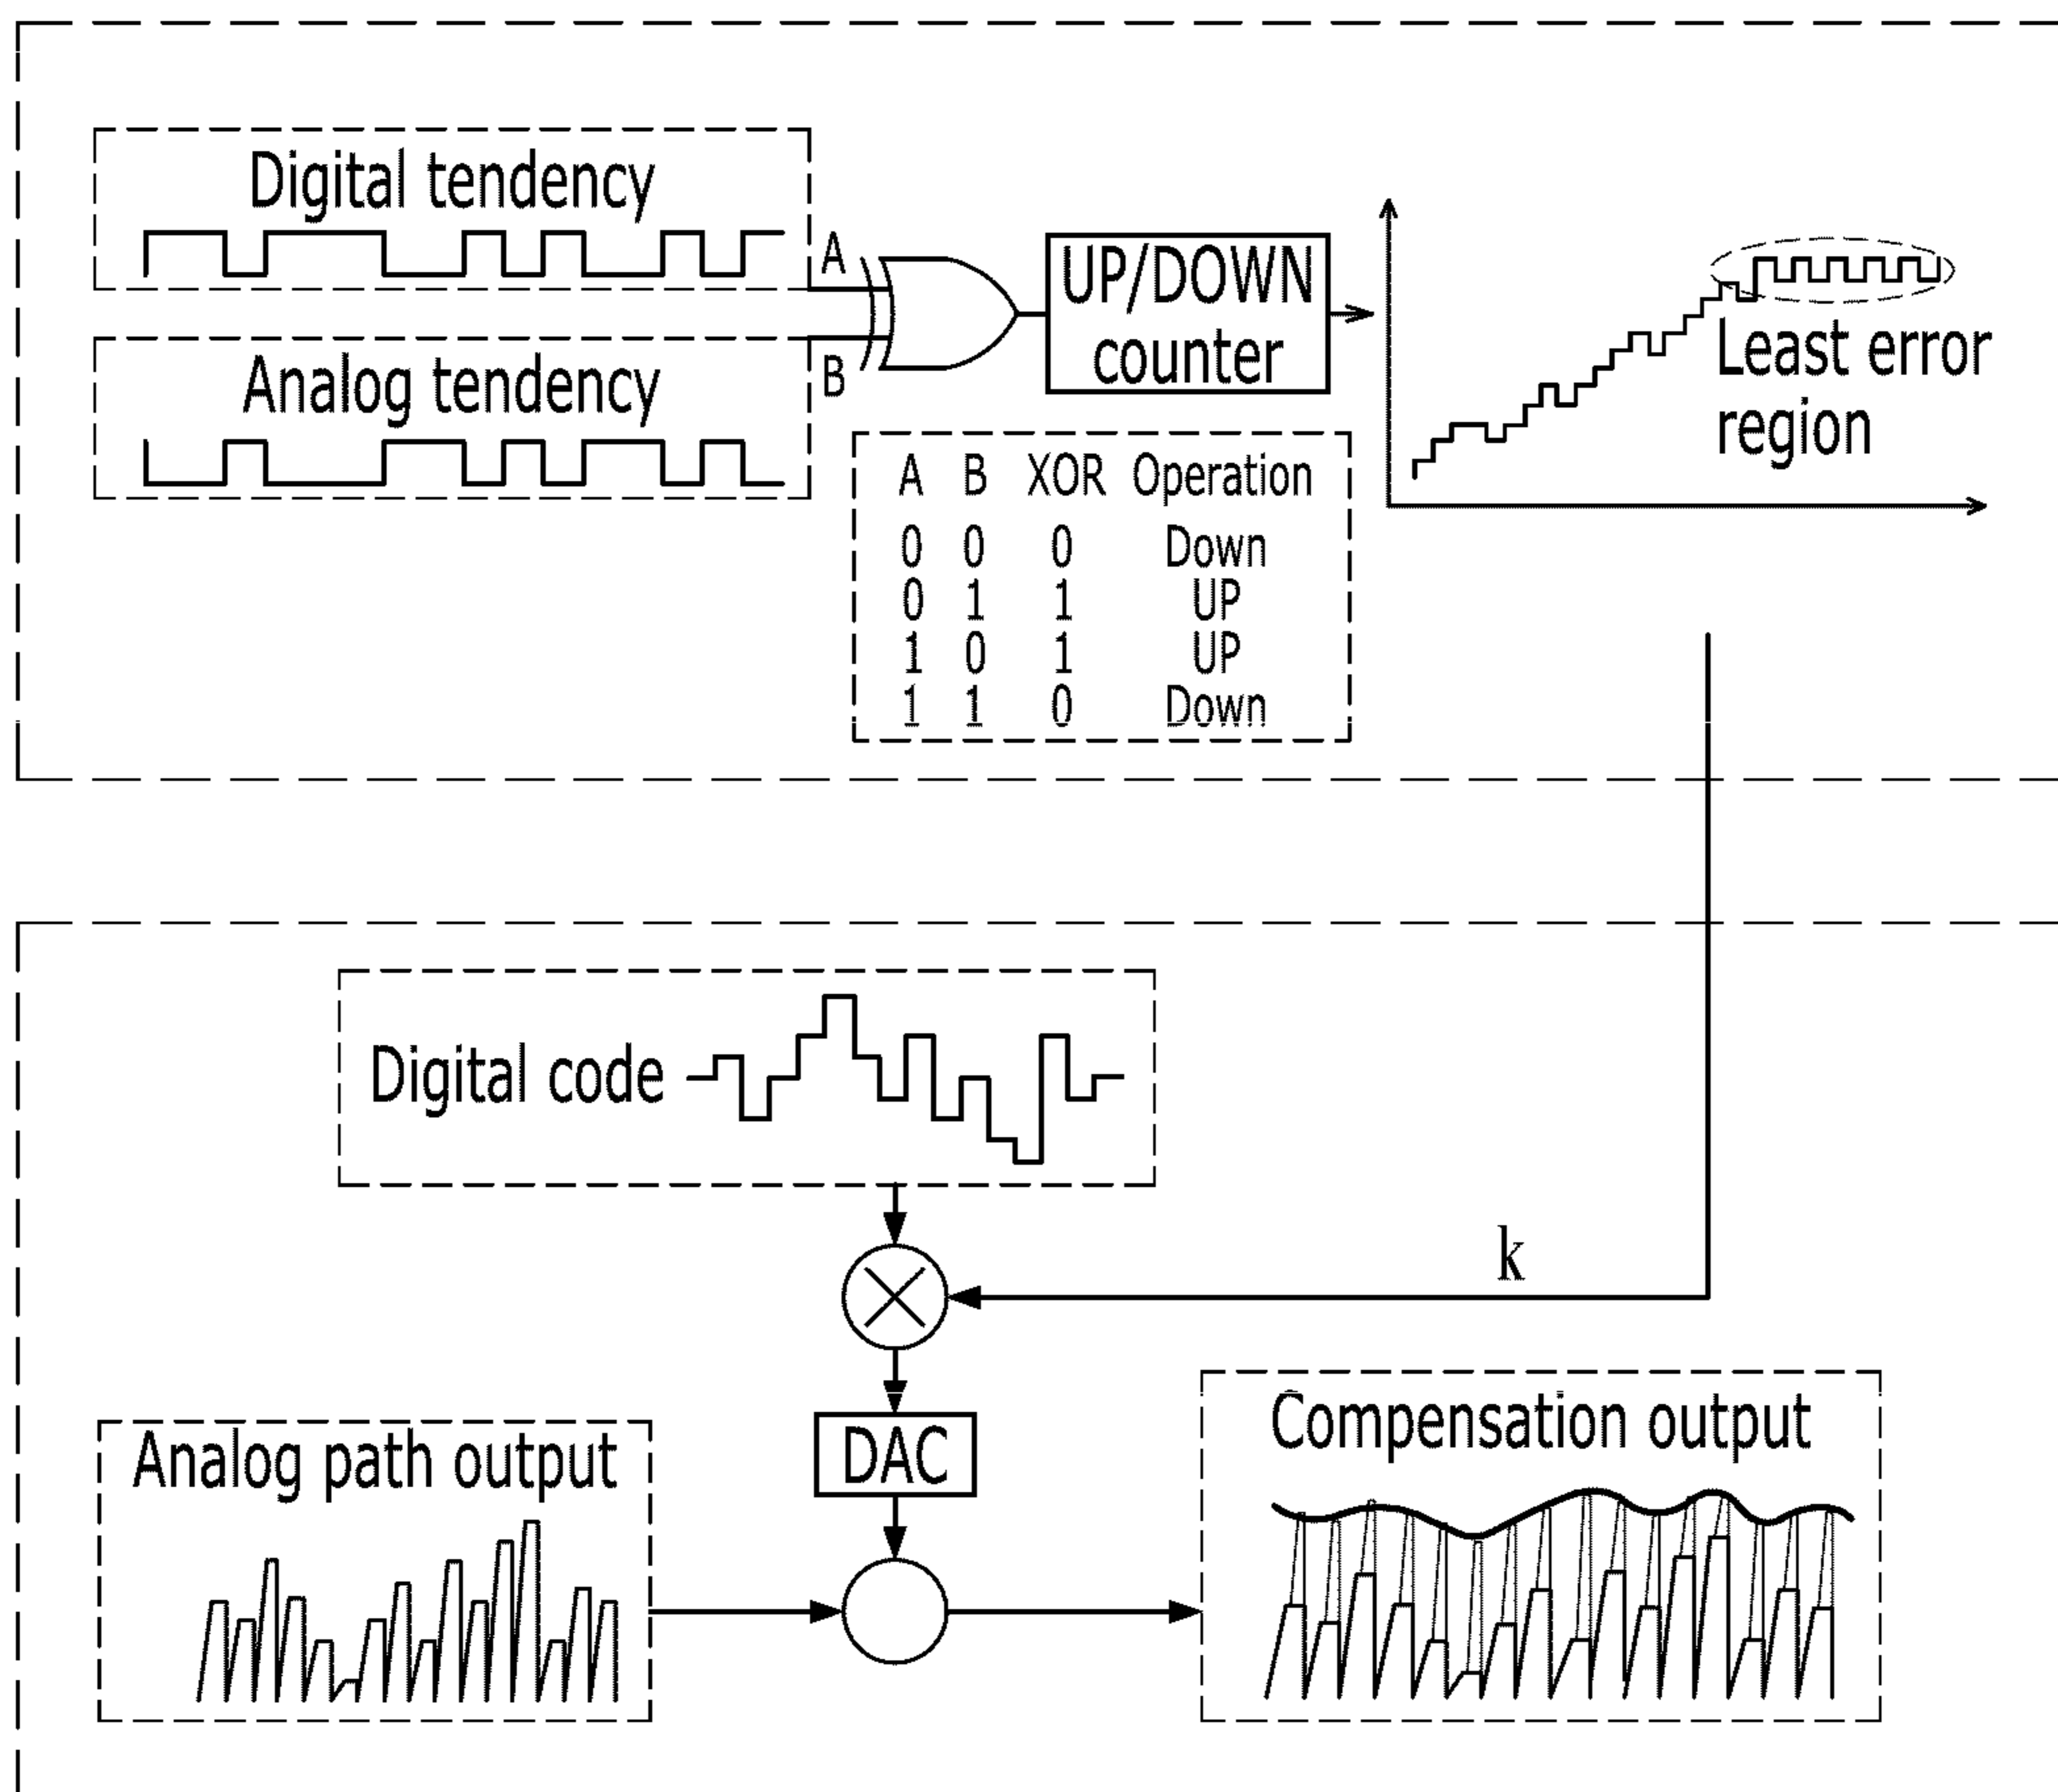 Digital tendency
A
UP/DOWN
counter
Analog tendency
B
Least error
region
A B XOR Operation
0 0 0 Down
0 1 1 UP
1 0 1 UP
1 1 0 Down
Digital code
k
DAC
Analog path output
Compensation output